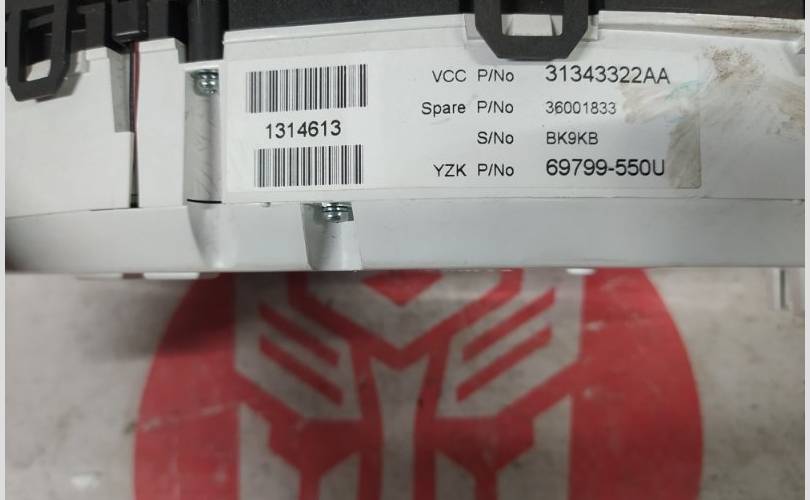 1314613
VCC P/No 31343322AA
Spare P/No 36001833
S/No BK9KB
YZK P/No 69799-550U